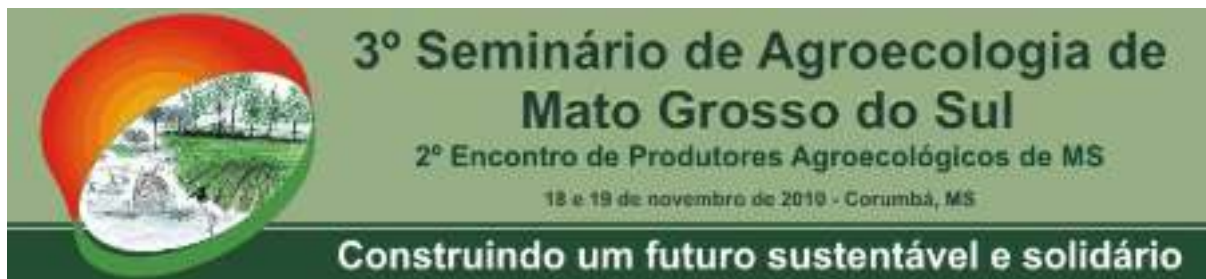 3º Seminário de Agroecologia de
Mato Grosso do Sul
2º Encontro de Produtores Agroecológicos de MS
18 e 19 de novembro de 2010 - Corumbá, MS
Construindo um futuro sustentável e solidário